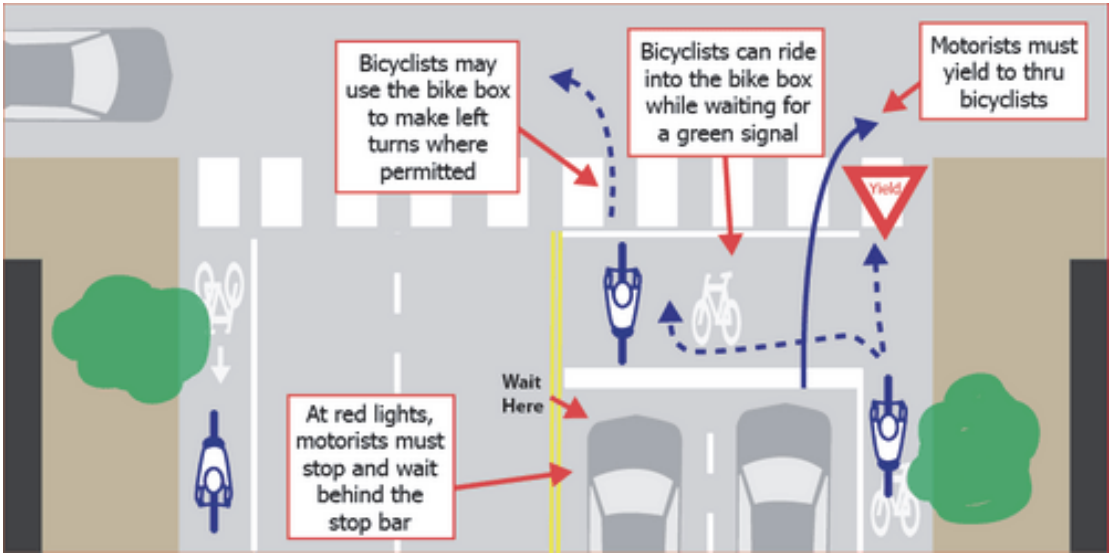 Bicyclists may
use the bike box
to make left
turns where
permitted
Bicyclists can ride
into the bike box
while waiting for
a green signal
Motorists must
yield to thru
bicyclists
Yield
Wait
Here
At red lights,
motorists must
stop and wait
behind the
stop bar